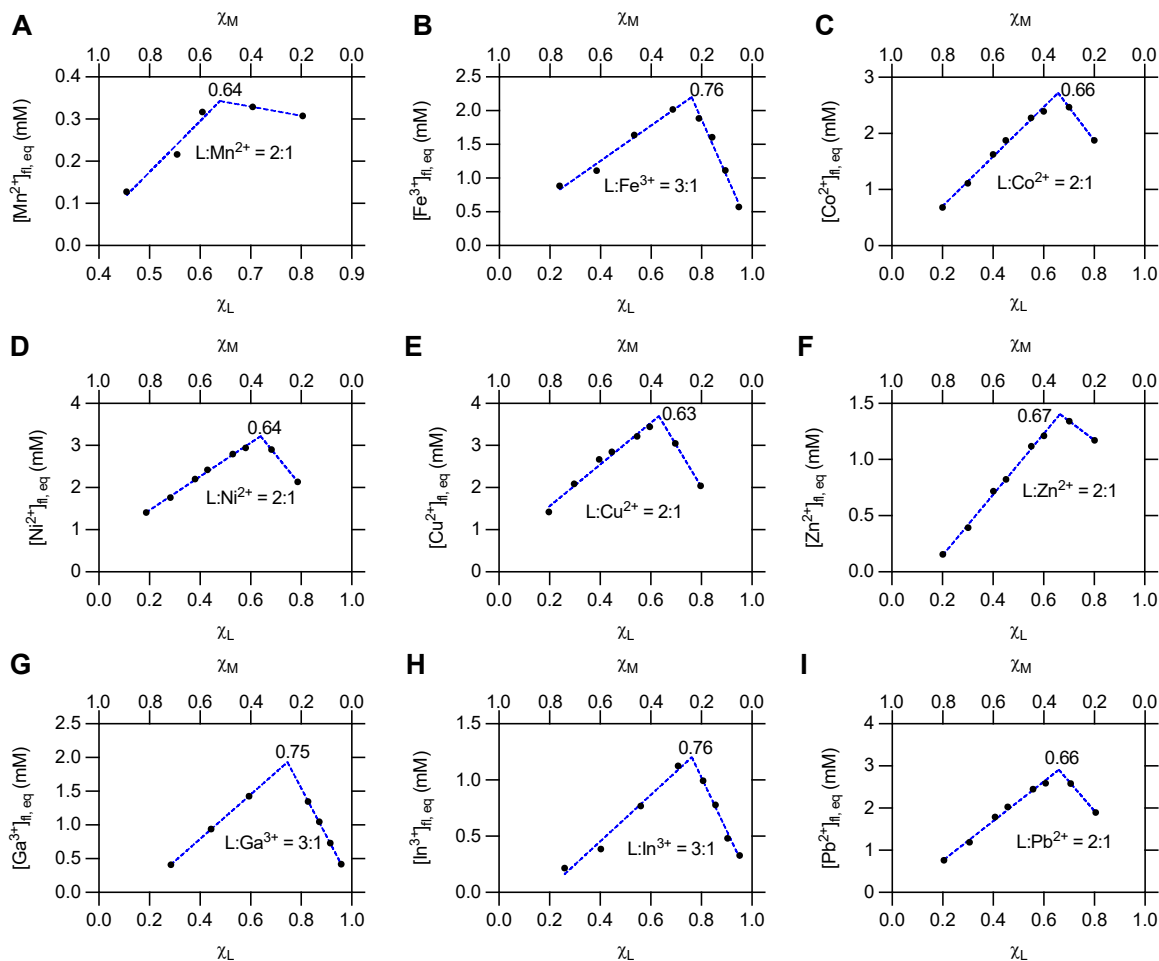 A
χM
1.0 0.8 0.6 0.4 0.2 0.0
0.4
0.3
0.2
0.1
0.0
[Mn2+]fl, eq (mM)
0.64
L:Mn2+ = 2:1
0.4 0.5 0.6 0.7 0.8 0.9
χL
B
χM
1.0 0.8 0.6 0.4 0.2 0.0
2.5
2.0
1.5
1.0
0.5
0.0
[Fe3+]fl, eq (mM)
0.76
L:Fe3+ = 3:1
0.0 0.2 0.4 0.6 0.8 1.0
χL
C
χM
1.0 0.8 0.6 0.4 0.2 0.0
3
2
1
0
[Co2+]fl, eq (mM)
0.66
L:Co2+ = 2:1
0.0 0.2 0.4 0.6 0.8 1.0
χL
D
χM
1.0 0.8 0.6 0.4 0.2 0.0
4
3
2
1
0
[Ni2+]fl, eq (mM)
0.64
L:Ni2+ = 2:1
0.0 0.2 0.4 0.6 0.8 1.0
χL
E
χM
1.0 0.8 0.6 0.4 0.2 0.0
4
3
2
1
0
[Cu2+]fl, eq (mM)
0.63
L:Cu2+ = 2:1
0.0 0.2 0.4 0.6 0.8 1.0
χL
F
χM
1.0 0.8 0.6 0.4 0.2 0.0
1.5
1.0
0.5
0.0
[Zn2+]fl, eq (mM)
0.67
L:Zn2+ = 2:1
0.0 0.2 0.4 0.6 0.8 1.0
χL
G
χM
1.0 0.8 0.6 0.4 0.2 0.0
2.5
2.0
1.5
1.0
0.5
0.0
[Ga3+]fl, eq (mM)
0.75
L:Ga3+ = 3:1
0.0 0.2 0.4 0.6 0.8 1.0
χL
H
χM
1.0 0.8 0.6 0.4 0.2 0.0
1.5
1.0
0.5
0.0
[In3+]fl, eq (mM)
0.76
L:In3+ = 3:1
0.0 0.2 0.4 0.6 0.8 1.0
χL
I
χM
1.0 0.8 0.6 0.4 0.2 0.0
4
3
2
1
0
[Pb2+]fl, eq (mM)
0.66
L:Pb2+ = 2:1
0.0 0.2 0.4 0.6 0.8 1.0
χL